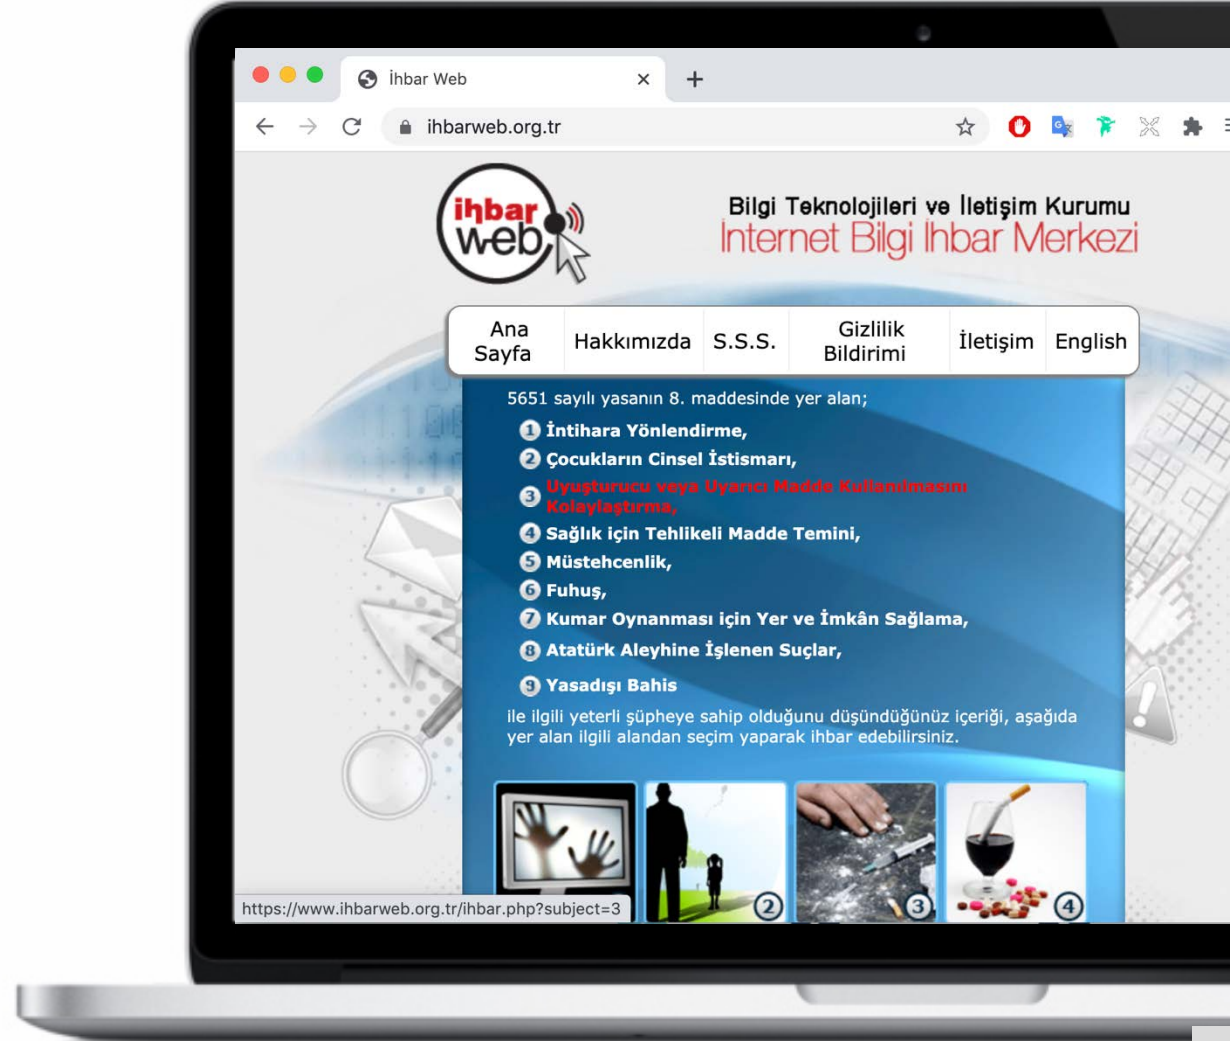 İhbar Web
ihbarweb.org.tr
ihbar
web
Bilgi Teknolojileri ve İletişim Kurumu
İnternet Bilgi İhbar Merkezi
Ana Sayfa
Hakkımızda
S.S.S.
Gizlilik Bildirimi
İletişim
English
5651 sayılı yasanın 8. maddesinde yer alan;
1 İntihara Yönlendirme,
2 Çocukların Cinsel İstismarı,
3 Uyuşturucu veya Uyarıcı Madde Kullanılmasını
Kolaylaştırma,
4 Sağlık için Tehlikeli Madde Temini,
5 Müstehcenlik,
6 Fuhuş,
7 Kumar Oynanması için Yer ve İmkân Sağlama,
8 Atatürk Aleyhine İşlenen Suçlar,
9 Yasadışı Bahis
ile ilgili yeterli şüpheye sahip olduğunu düşündüğünüz içeriği, aşağıda
yer alan ilgili alandan seçim yaparak ihbar edebilirsiniz.
2
3
4
https://www.ihbarweb.org.tr/ihbar.php?subject=3